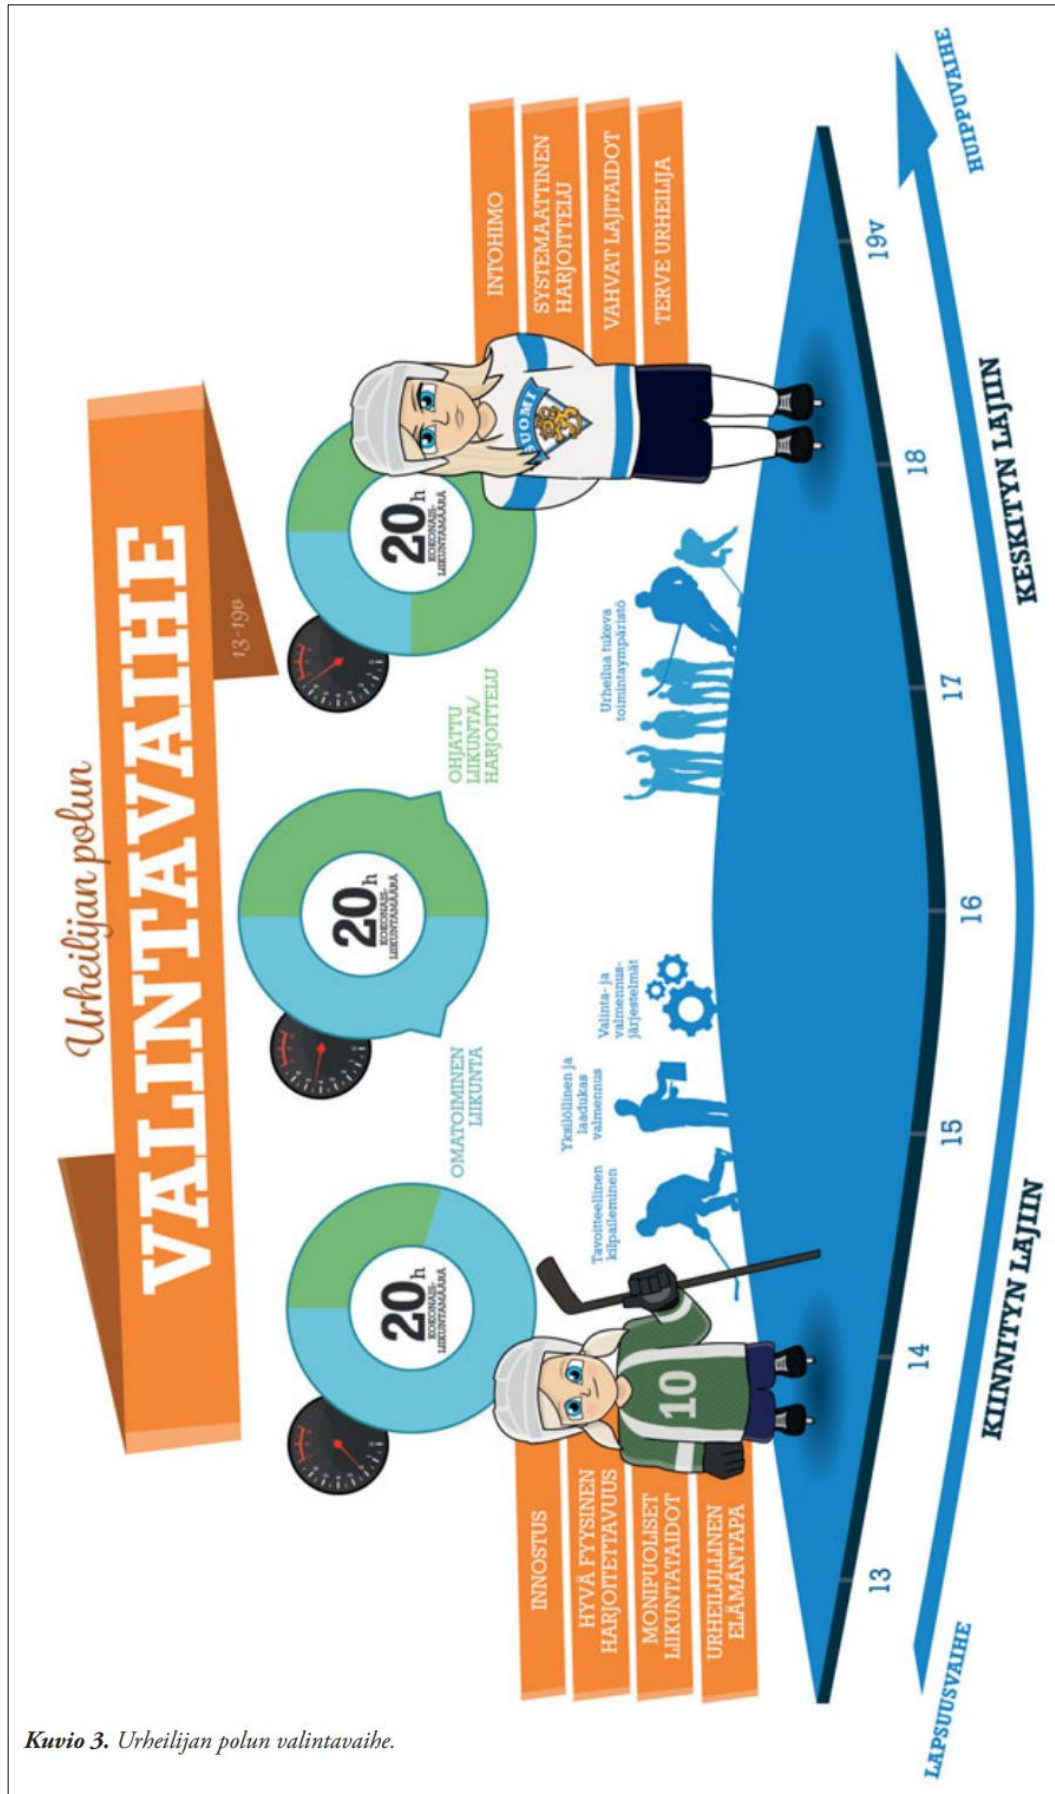 Urheilijan polun
VALINTAVAIHE
13-19v
20h
KOKONAIS-
LIIKUNTAMÄÄRÄ
20h
KOKONAIS-
LIIKUNTAMÄÄRÄ
20h
KOKONAIS-
LIIKUNTAMÄÄRÄ
OMATOIMINEN
LIIKUNTA
OHJATTU
LIIKUNTA/
HARJOITTELU
INNOSTUS
HYVÄ FYYSINEN
HARJOITETTAVUUS
MONIPUOLISET
LIIKUNTATAIDOT
URHEILULLINEN
ELÄMÄNTAPA
10
Tavoitteellinen
kilpaileminen
Yksilöllinen ja
laadukas
valmennus
Valinta- ja
valmennus-
järjestelmät
Urheilua tukeva
toimintaympäristö
SUOMI
INTOHIMO
SYSTEMAATTINEN
HARJOITTELU
VAHVAT LAJITAIDOT
TERVE URHEILIJA
13
14
15
16
17
18
19v
LAPSUUSVAIHE
KIINNITYN LAJIIN
KESKITYN LAJIIN
HUIPPUVAIHE
Kuvio 3. Urheilijan polun valintavaihe.